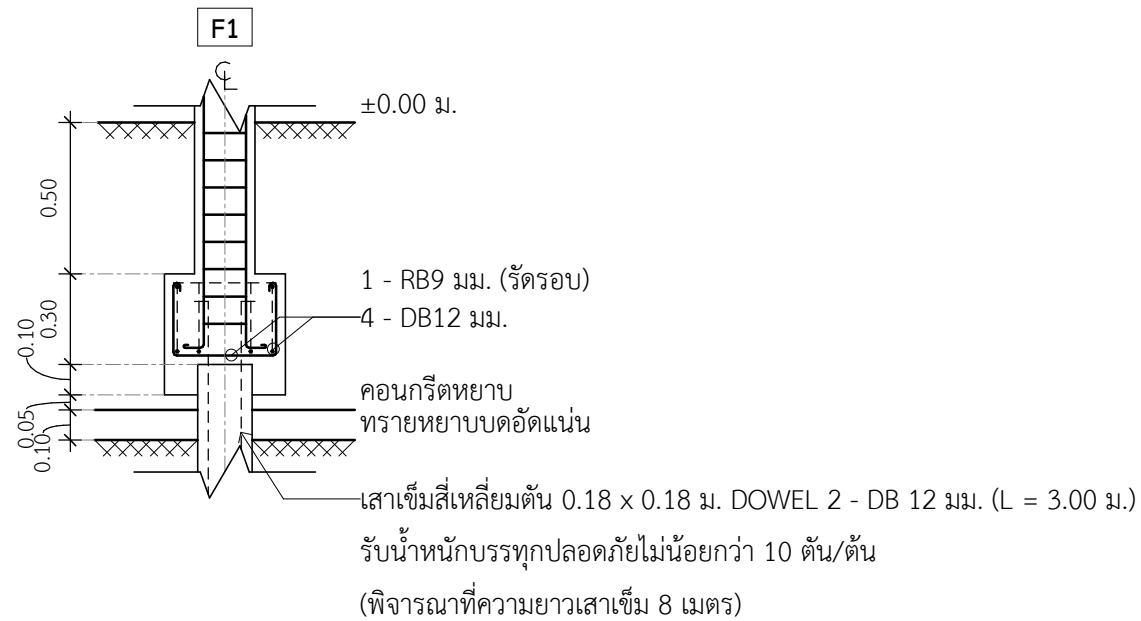 F1
CL
±0.00 ม.
0.50
1 - RB9 มม. (รัดรอบ)
0.30
4 - DB12 มม.
0.10
คอนกรีตหยาบ
0.05
ทรายหยาบบดอัดแน่น
0.10
เสาเข็มสี่เหลี่ยมตัน 0.18 x 0.18 ม. DOWEL 2 - DB 12 มม. (L = 3.00 ม.)
รับน้ำหนักบรรทุกปลอดภัยไม่น้อยกว่า 10 ตัน/ต้น
(พิจารณาที่ความยาวเสาเข็ม 8 เมตร)